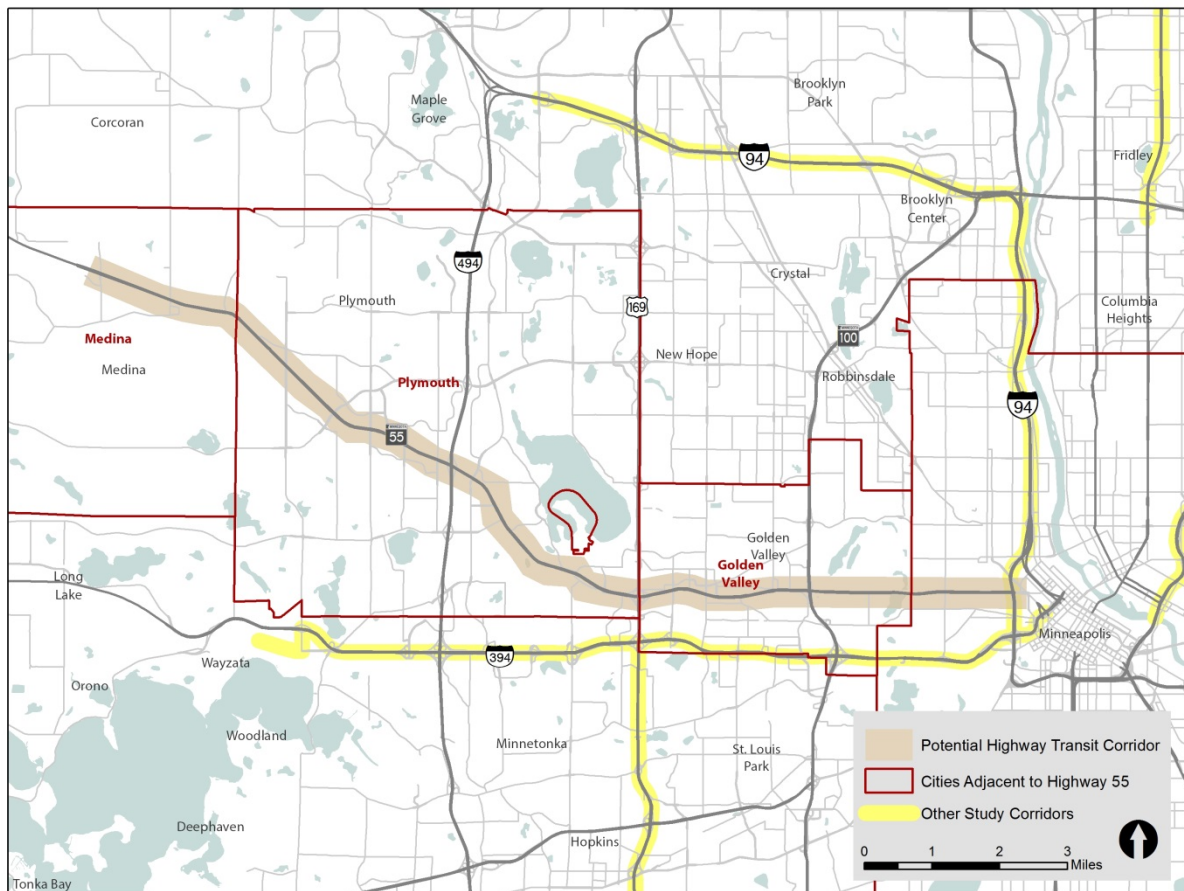 Corcoran
Maple
Grove
Brooklyn
Park
94
Fridley
Brooklyn
Center
494
Plymouth
169
Crystal
Columbia
Heights
Medina
Medina
Plymouth
New Hope
100
Robbinsdale
94
55
Golden
Valley
Golden
Valley
Long
Lake
Minneapolis
Wayzata
394
Orono
Woodland
Minnetonka
St. Louis
Park
Deephaven
Hopkins
Tonka Bay
Potential Highway Transit Corridor
Cities Adjacent to Highway 55
Other Study Corridors
0 1 2 3
Miles